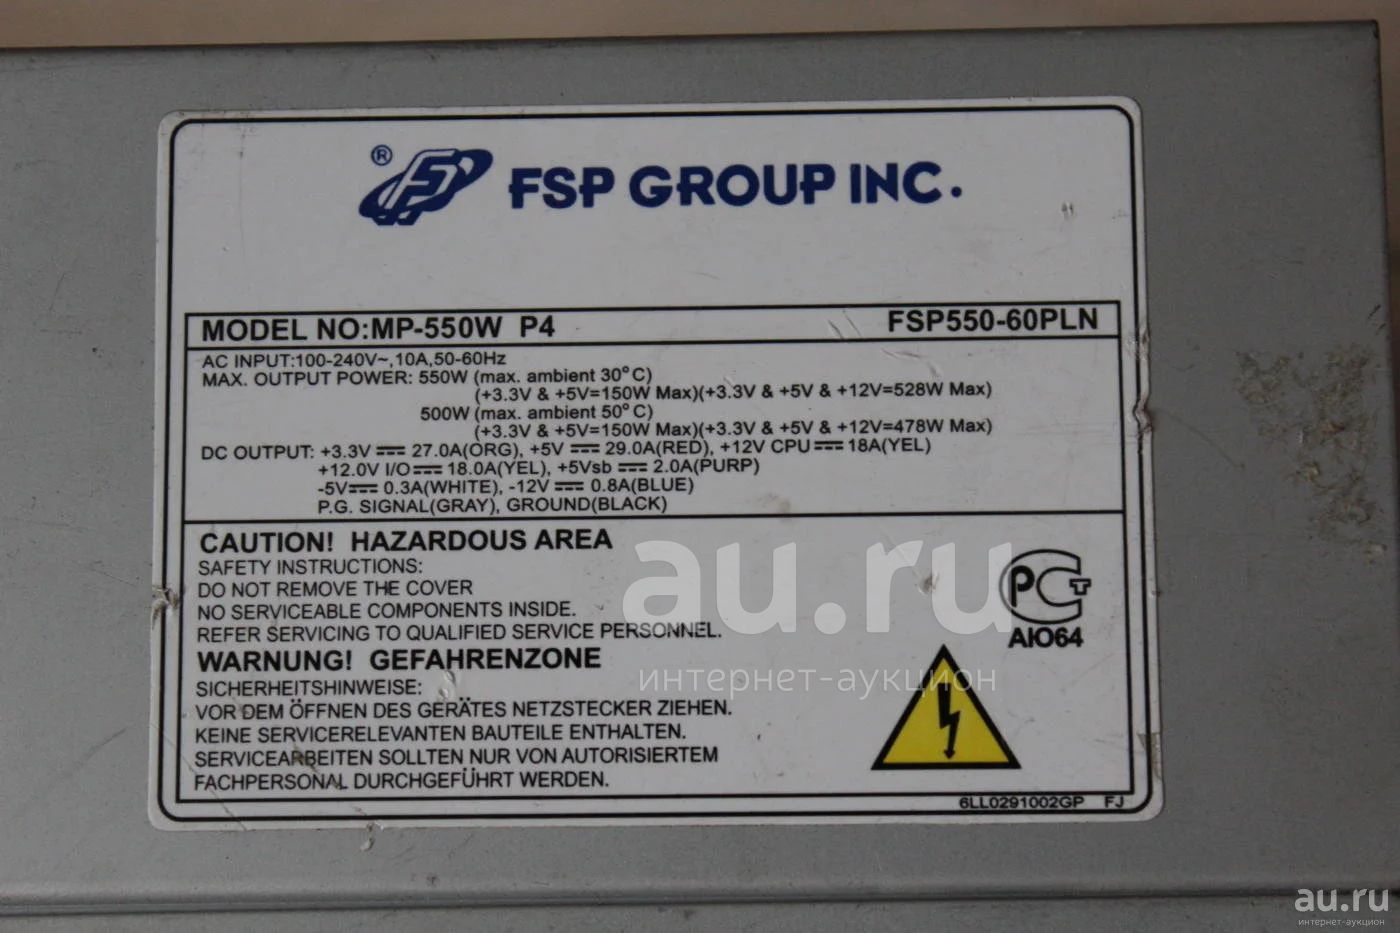 ® FSP GROUP INC.
MODEL NO:MP-550W P4 FSP550-60PLN
AC INPUT:100-240V~,10A,50-60Hz
MAX. OUTPUT POWER: 550W (max. ambient 30°C)
(+3.3V & +5V=150W Max)(+3.3V & +5V & +12V=528W Max)
500W (max. ambient 50°C)
(+3.3V & +5V=150W Max)(+3.3V & +5V & +12V=478W Max)
DC OUTPUT: +3.3V ⎓ 27.0A(ORG), +5V ⎓ 29.0A(RED), +12V CPU ⎓ 18A(YEL)
+12.0V I/O ⎓ 18.0A(YEL), +5Vsb ⎓ 2.0A(PURP)
-5V ⎓ 0.3A(WHITE), -12V ⎓ 0.8A(BLUE)
P.G. SIGNAL(GRAY), GROUND(BLACK)
CAUTION! HAZARDOUS AREA
SAFETY INSTRUCTIONS:
DO NOT REMOVE THE COVER
NO SERVICEABLE COMPONENTS INSIDE.
REFER SERVICING TO QUALIFIED SERVICE PERSONNEL.
WARNUNG! GEFAHRENZONE
SICHERHEITSHINWEISE:
VOR DEM ÖFFNEN DES GERÄTES NETZSTECKER ZIEHEN.
KEINE SERVICERELEVANTEN BAUTEILE ENTHALTEN.
SERVICEARBEITEN SOLLTEN NUR VON AUTORISIERTEM
FACHPERSONAL DURCHGEFÜHRT WERDEN.
РСТ
АЮ64
6LL0291002GP FJ
au.ru
интернет-аукцион
au.ru
интернет-аукцион